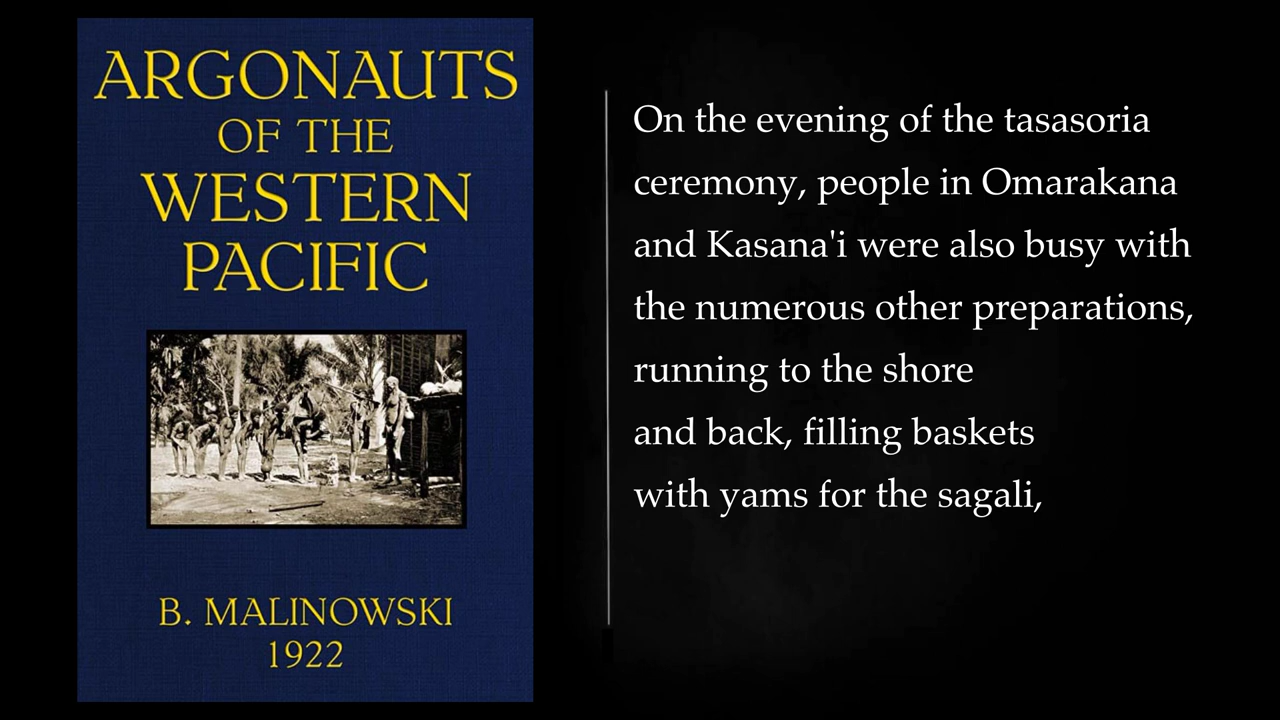 ARGONAUTS
OF THE
WESTERN
PACIFIC
B. MALINOWSKI
1922
On the evening of the tasasoria
ceremony, people in Omarakana
and Kasana'i were also busy with
the numerous other preparations,
running to the shore
and back, filling baskets
with yams for the sagali,